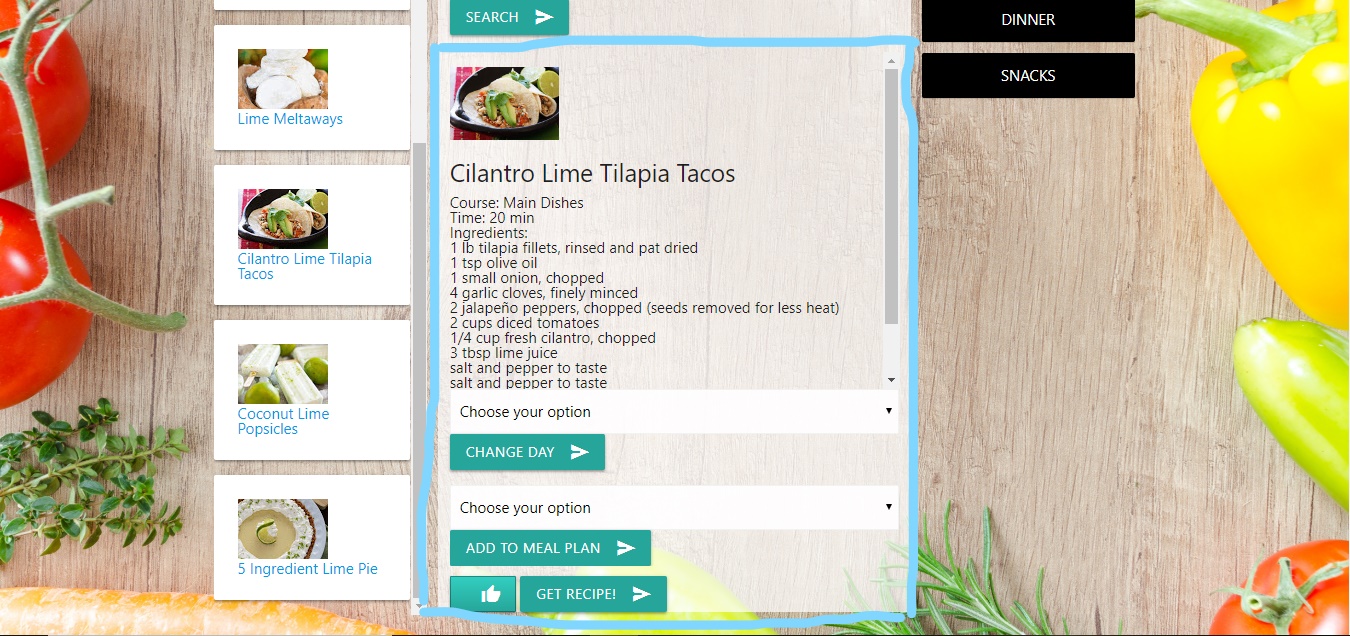 Lime Meltaways
Cilantro Lime Tilapia
Tacos
Coconut Lime
Popsicles
5 Ingredient Lime Pie
SEARCH
Cilantro Lime Tilapia Tacos
Course: Main Dishes
Time: 20 min
Ingredients:
1 lb tilapia fillets, rinsed and pat dried
1 tsp olive oil
1 small onion, chopped
4 garlic cloves, finely minced
2 jalapeño peppers, chopped (seeds removed for less heat)
2 cups diced tomatoes
1/4 cup fresh cilantro, chopped
3 tbsp lime juice
salt and pepper to taste
salt and pepper to taste
Choose your option
CHANGE DAY
Choose your option
ADD TO MEAL PLAN
GET RECIPE!
DINNER
SNACKS